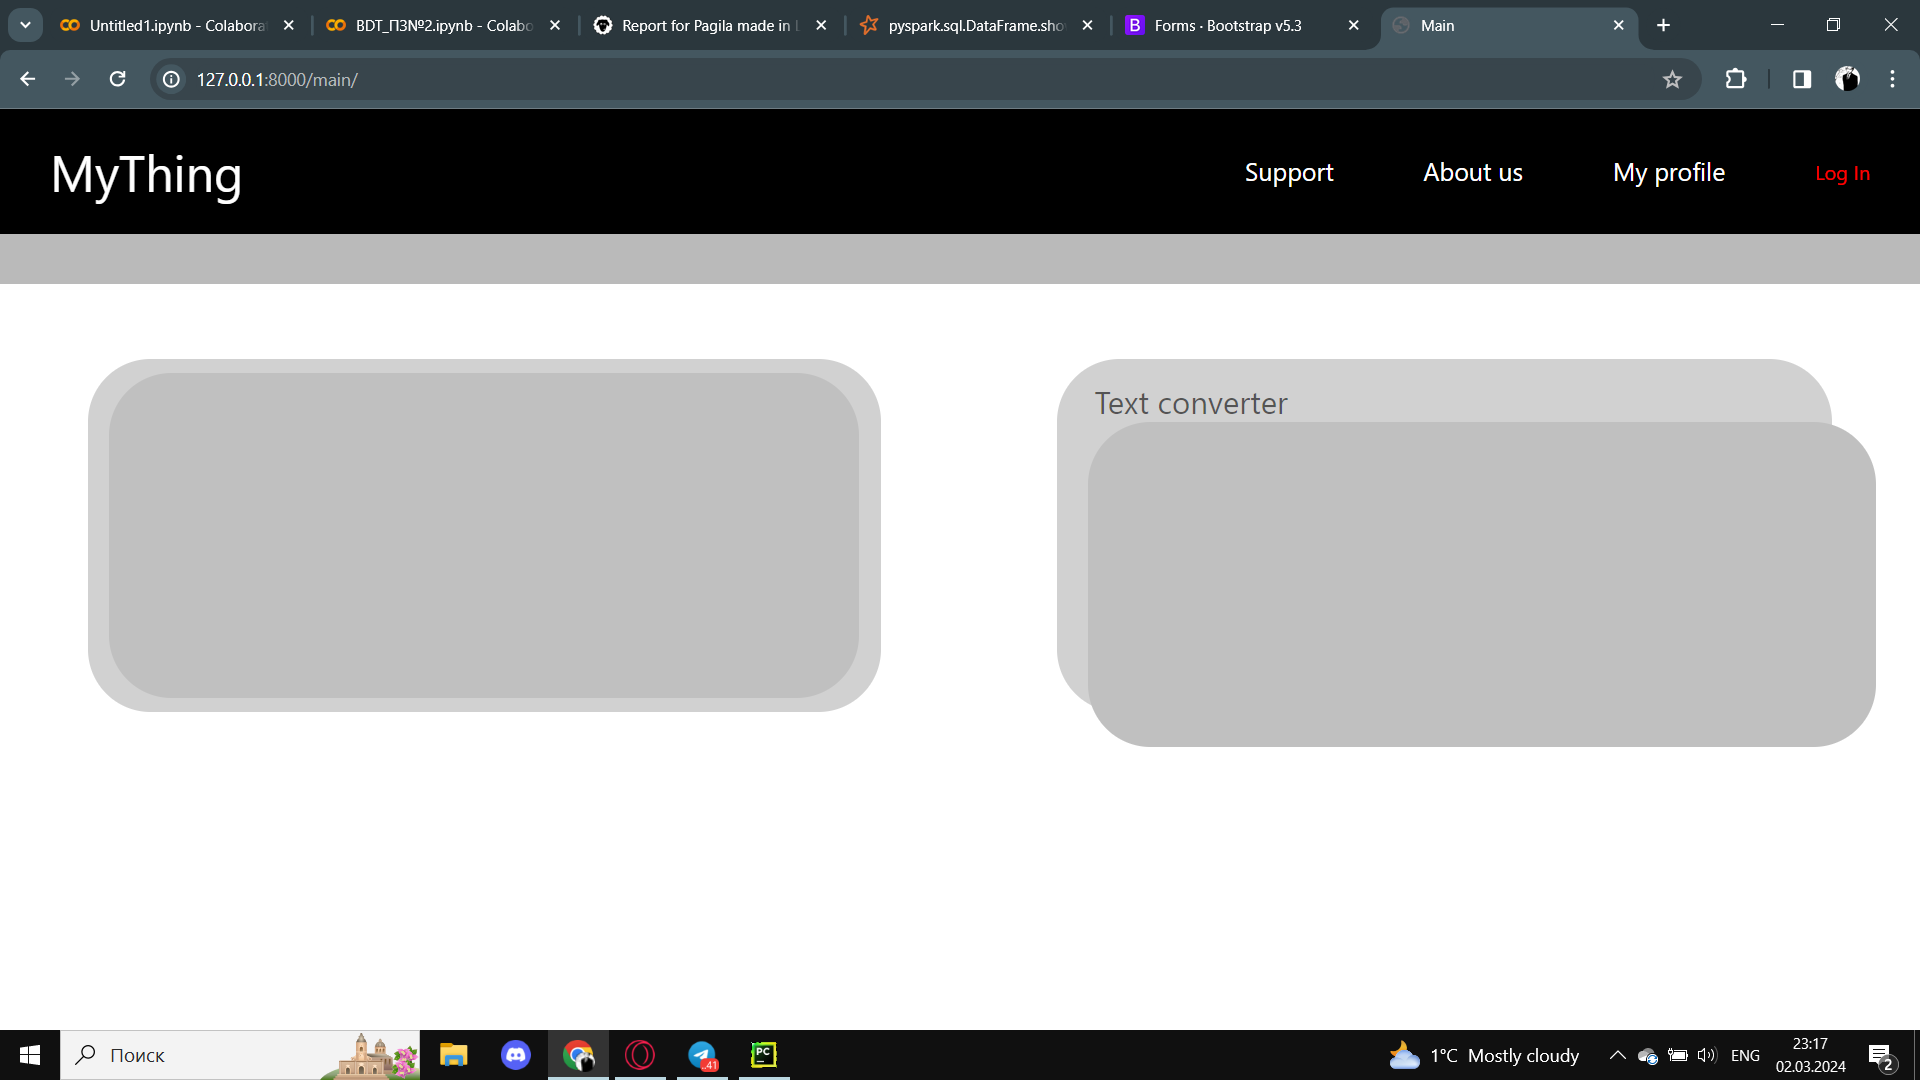 Untitled1.ipynb - Colabora
BDT_ПЗ№2.ipynb - Colabo
Report for Pagila made in
pyspark.sql.DataFrame.sho
B Forms · Bootstrap v5.3
Main
127.0.0.1:8000/main/
MyThing
Support
About us
My profile
Log In
Text converter
Поиск
41
PC
1°C Mostly cloudy
ENG
23:17
02.03.2024
2